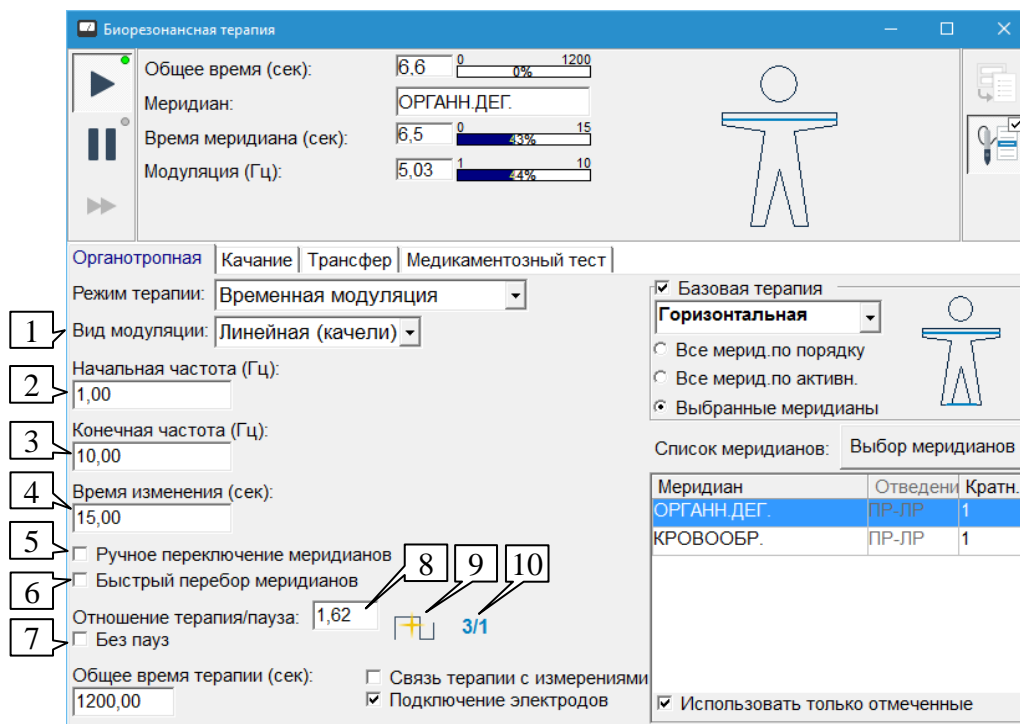 Биорезонансная терапия
Общее время (сек): 6.6 0 1200 0%
Меридиан: ОРГАНН.ДЕГ.
Время меридиана (сек): 6,5 0 15 43%
Модуляция (Гц): 5,03 1 10 44%
Органотропная Качание Трансфер Медикаментозный тест
Режим терапии: Временная модуляция
1 Вид модуляции: Линейная (качели)
2 Начальная частота (Гц):
1,00
3 Конечная частота (Гц):
10,00
4 Время изменения (сек):
15,00
5 Ручное переключение меридианов
6 Быстрый перебор меридианов
8 9 10
Отношение терапия/пауза: 1,62 3/1
7 Без пауз
Общее время терапии (сек):
1200,00
Связь терапии с измерениями
Подключение электродов
Базовая терапия
Горизонтальная
Все мерид.по порядку
Все мерид.по активн.
Выбранные меридианы
Список меридианов: Выбор меридианов
Меридиан Отведени Кратн.
ОРГАНН.ДЕГ. ПР-ЛР 1
КРОВООБР. ПР-ЛР 1
Использовать только отмеченные